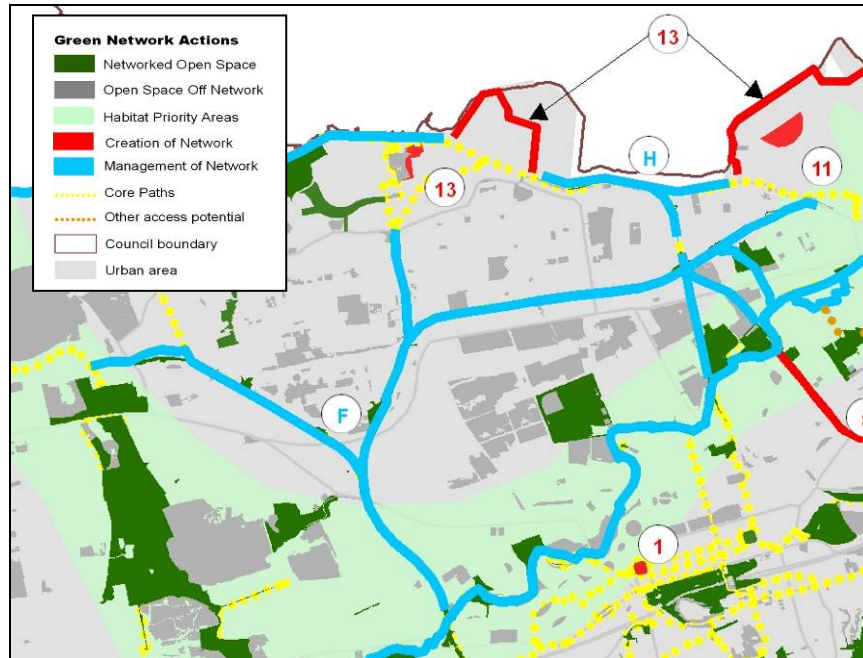 Green Network Actions
Networked Open Space
Open Space Off Network
Habitat Priority Areas
Creation of Network
Management of Network
Core Paths
Other access potential
Council boundary
Urban area
13
H
13
11
F
1